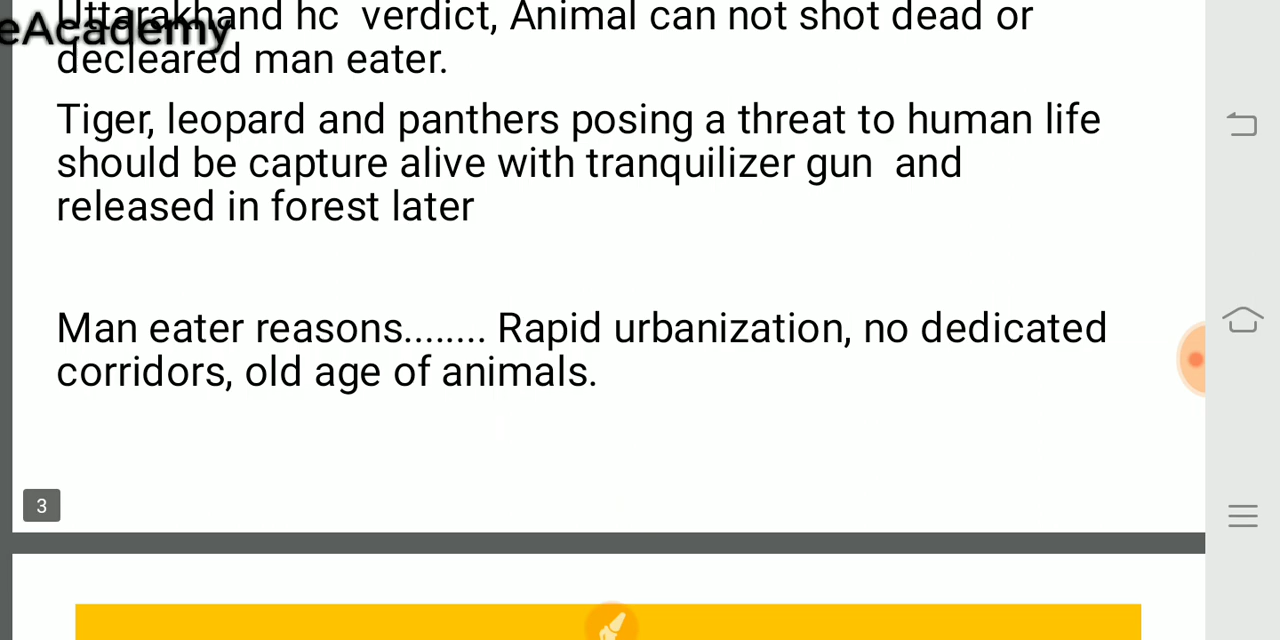 Uttarakhand hc verdict, Animal can not shot dead or
eAcademy
decleared man eater.
Tiger, leopard and panthers posing a threat to human life
should be capture alive with tranquilizer gun and
released in forest later
Man eater reasons........ Rapid urbanization, no dedicated
corridors, old age of animals.
3